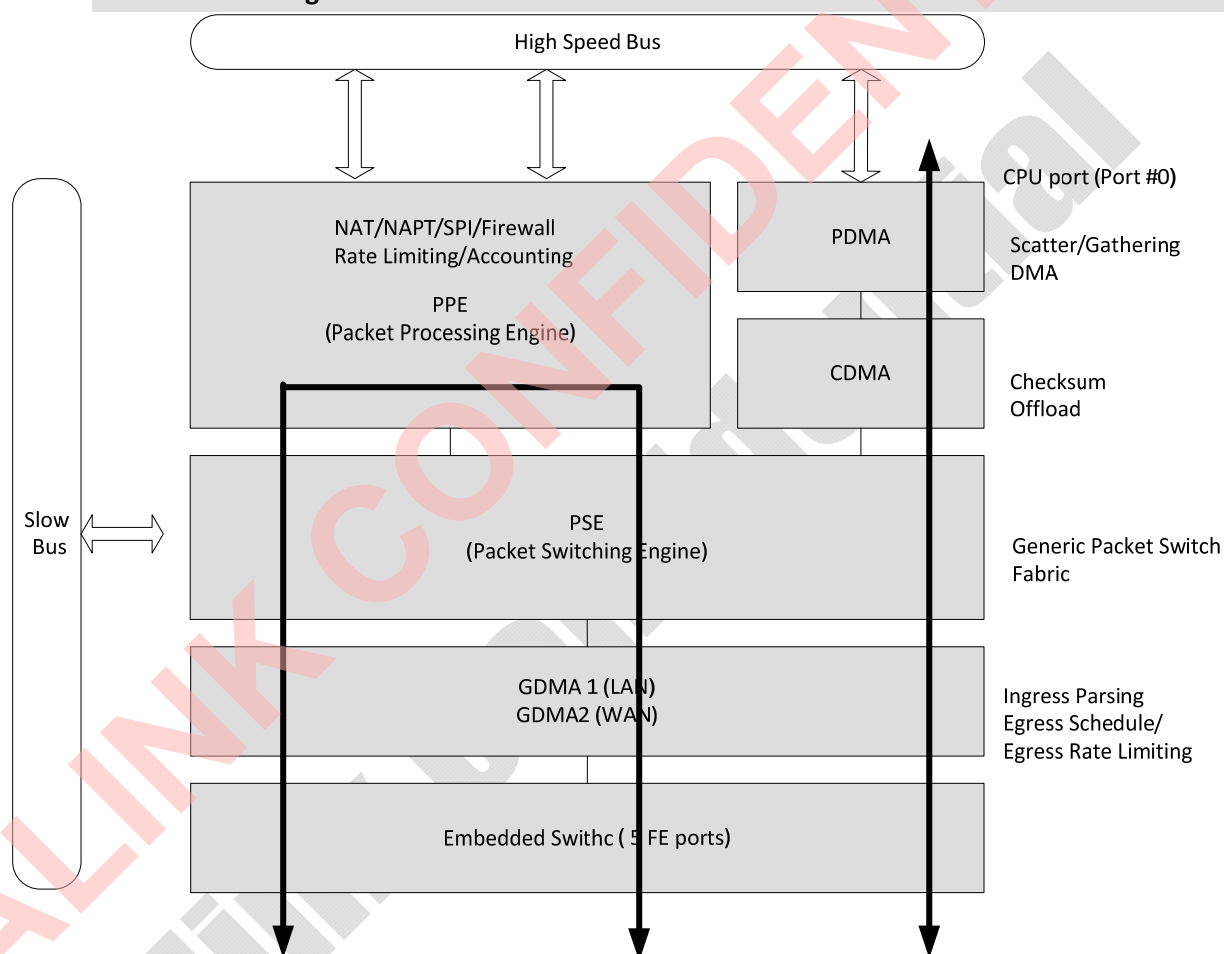 High Speed Bus
CPU port (Port #0)
NAT/NAPT/SPI/Firewall
Rate Limiting/Accounting
PDMA
Scatter/Gathering
DMA
PPE
(Packet Processing Engine)
CDMA
Checksum
Offload
Slow
Bus
PSE
(Packet Switching Engine)
Generic Packet Switch
Fabric
GDMA 1 (LAN)
GDMA2 (WAN)
Ingress Parsing
Egress Schedule/
Egress Rate Limiting
Embedded Swithc ( 5 FE ports)
ALINK CONFIDENT